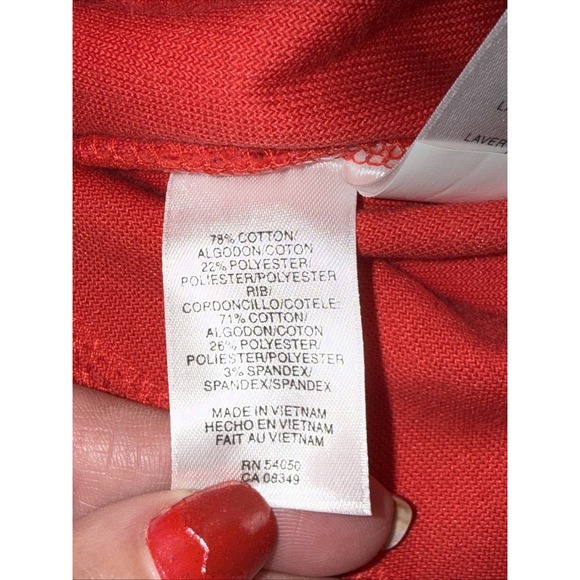 78% COTTON/
ALGODON/COTON
22% POLYESTER/
POLIESTER/POLYESTER
RIB/
CORDONCILLO/COTELE:
71% COTTON/
ALGODON/COTON
26% POLYESTER/
POLIESTER/POLYESTER
3% SPANDEX/
SPANDEX/SPANDEX
MADE IN VIETNAM
HECHO EN VIETNAM
FAIT AU VIETNAM
RN 54050
CA 08349